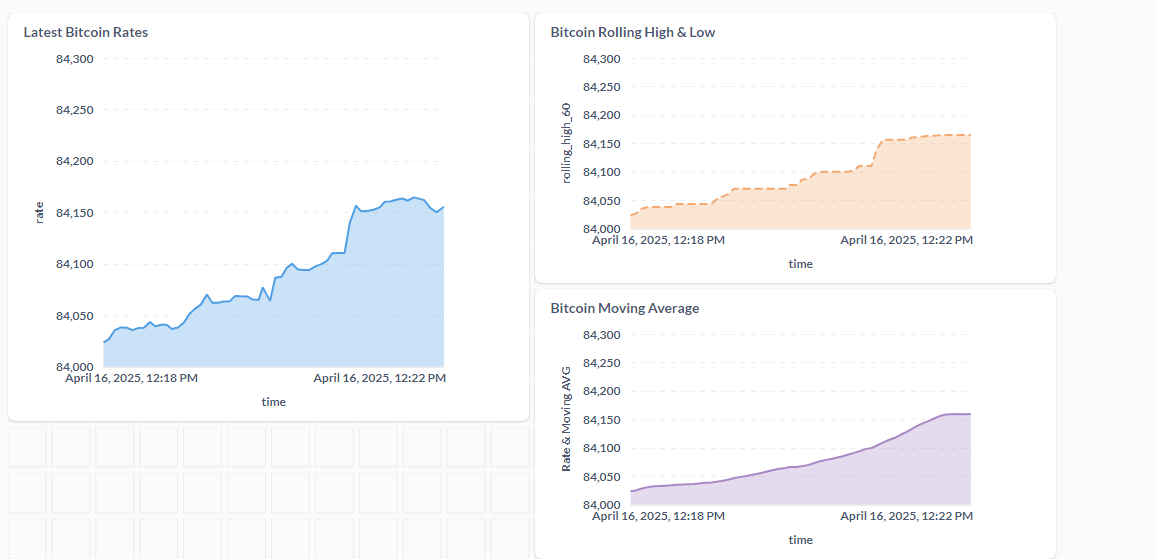 Latest Bitcoin Rates
84,300
84,250
84,200
84,150
84,100
84,050
84,000
rate
April 16, 2025, 12:18 PM
April 16, 2025, 12:22 PM
time
Bitcoin Rolling High & Low
84,300
84,250
84,200
84,150
84,100
84,050
84,000
rolling_high_60
April 16, 2025, 12:18 PM
April 16, 2025, 12:22 PM
time
Bitcoin Moving Average
84,300
84,250
84,200
84,150
84,100
84,050
84,000
Rate & Moving AVG
April 16, 2025, 12:18 PM
April 16, 2025, 12:22 PM
time